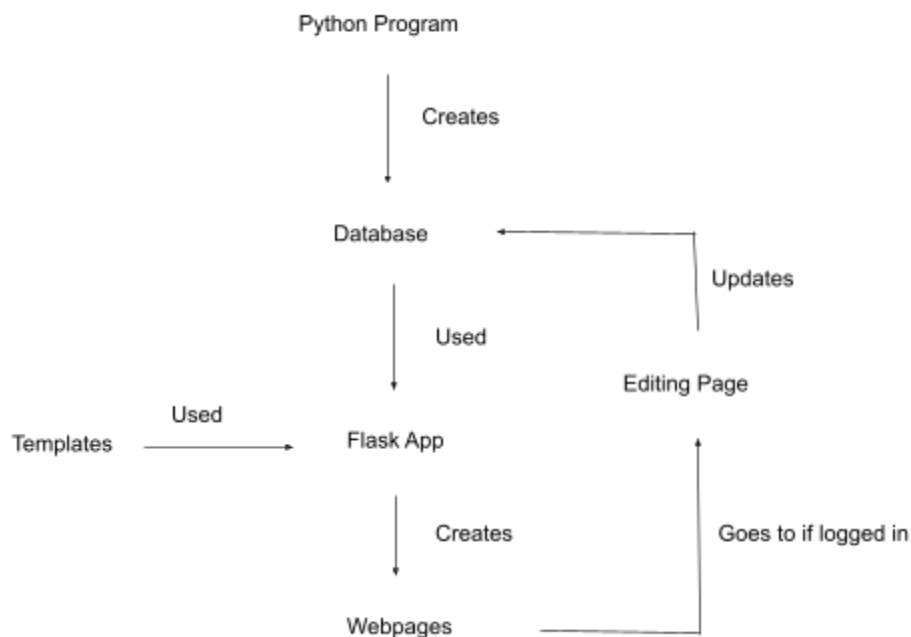 Python Program
Creates
Database
Updates
Used
Editing Page
Used
Templates
Flask App
Creates
Goes to if logged in
Webpages